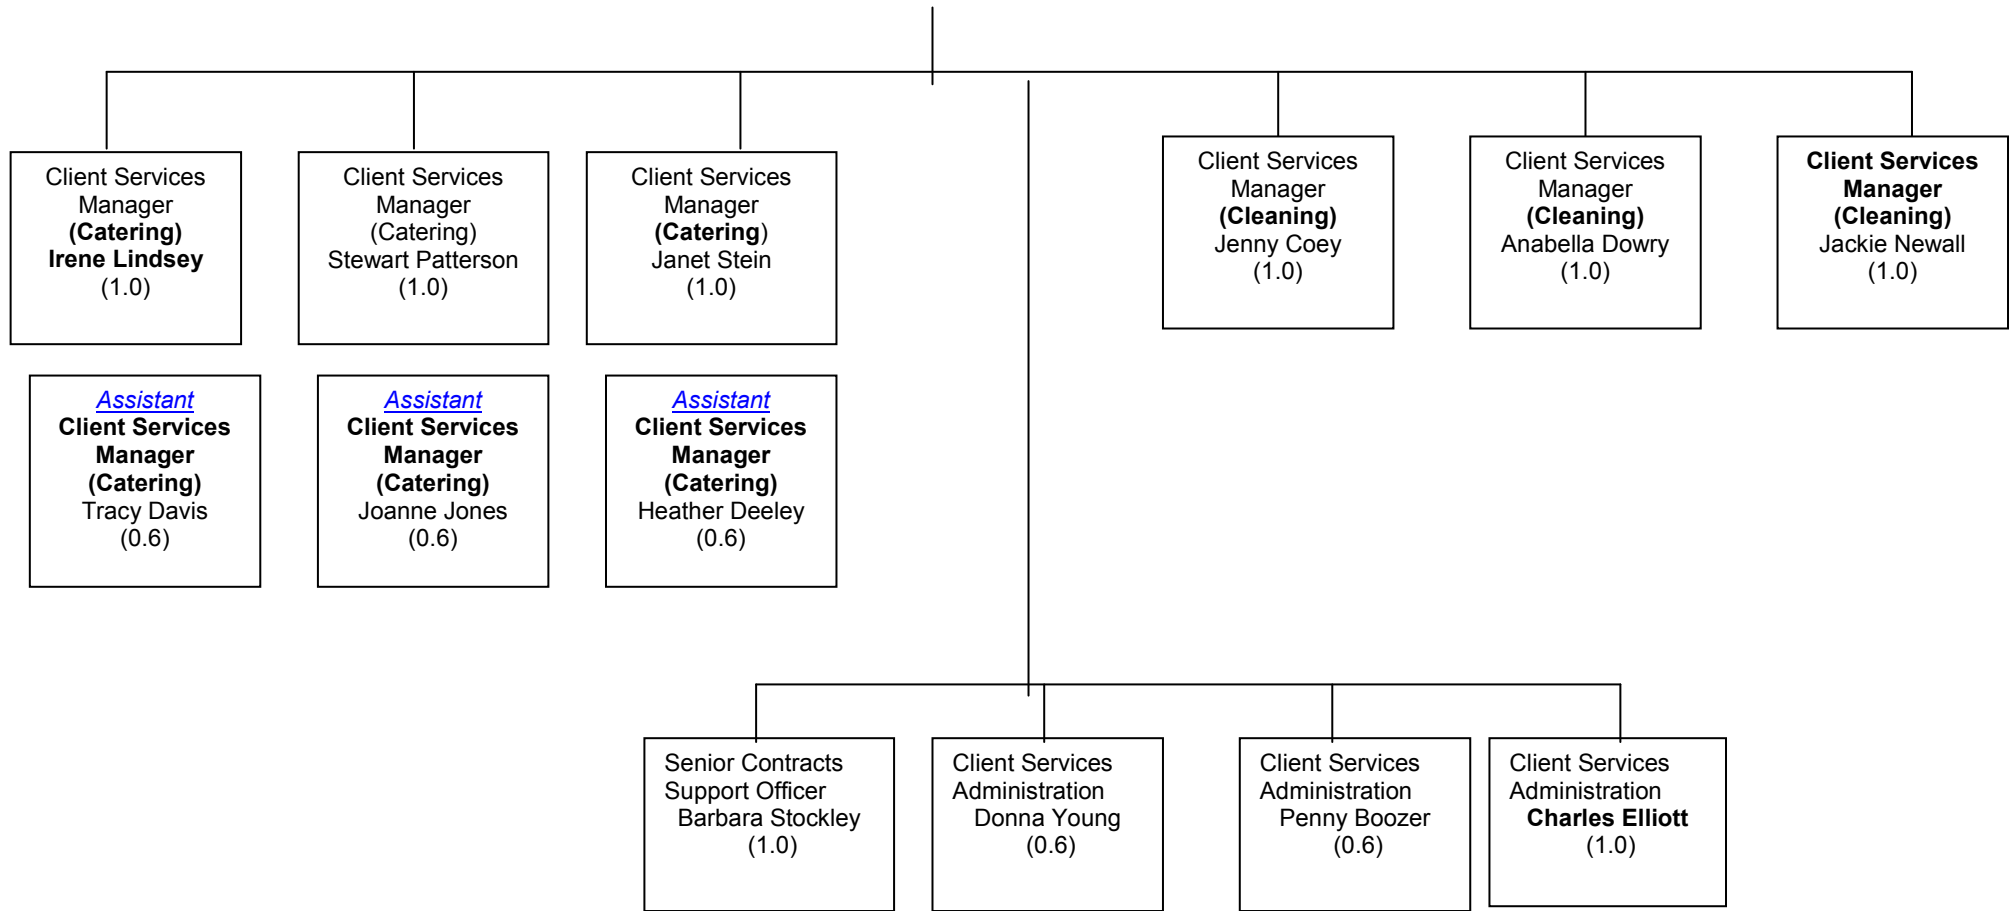 Client Services
Manager
(Catering)
Irene Lindsey
(1.0)
Client Services
Manager
(Catering)
Stewart Patterson
(1.0)
Client Services
Manager
(Catering)
Janet Stein
(1.0)
Client Services
Manager
(Cleaning)
Jenny Coey
(1.0)
Client Services
Manager
(Cleaning)
Anabella Dowry
(1.0)
Client Services
Manager
(Cleaning)
Jackie Newall
(1.0)
Assistant
Client Services
Manager
(Catering)
Tracy Davis
(0.6)
Assistant
Client Services
Manager
(Catering)
Joanne Jones
(0.6)
Assistant
Client Services
Manager
(Catering)
Heather Deeley
(0.6)
Senior Contracts
Support Officer
Barbara Stockley
(1.0)
Client Services
Administration
Donna Young
(0.6)
Client Services
Administration
Penny Boozer
(0.6)
Client Services
Administration
Charles Elliott
(1.0)